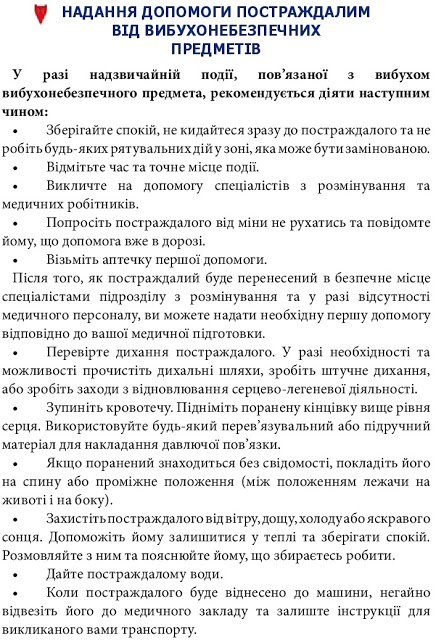 НАДАННЯ ДОПОМОГИ ПОСТРАЖДАЛИМ
ВІД ВИБУХОНЕБЕЗПЕЧНИХ
ПРЕДМЕТІВ
У разі надзвичайній події, пов’язаної з вибухом
вибухонебезпечного предмета, рекомендується діяти наступним
чином:
• Зберігайте спокій, не кидайтеся зразу до постраждалого та не
робіть будь-яких рятувальних дій у зоні, яка може бути замінованою.
• Відмітьте час та точне місце події.
• Викличте на допомогу спеціалістів з розмінування та
медичних робітників.
• Попросіть постраждалого від міни не рухатись та повідомте
йому, що допомога вже в дорозі.
• Візьміть аптечку першої допомоги.
Після того, як постраждалий буде перенесений в безпечне місце
спеціалістами підрозділу з розмінування та у разі відсутності
медичного персоналу, ви можете надати необхідну першу допомогу
відповідно до вашої медичної підготовки.
• Перевірте дихання постраждалого. У разі необхідності та
можливості прочистіть дихальні шляхи, зробіть штучне дихання,
або зробіть заходи з відновлювання серцево-легеневої діяльності.
• Зупиніть кровотечу. Підніміть поранену кінцівку вище рівня
серця. Використовуйте будь-який перев’язувальний або підручний
матеріал для накладання давлючої пов’язки.
• Якщо поранений знаходиться без свідомості, покладіть його
на спину або проміжне положення (між положенням лежачи на
животі і на боку).
• Захистіть постраждалого від вітру, дощу, холоду або яскравого
сонця. Допоможіть йому залишитися у теплі та зберігати спокій.
Розмовляйте з ним та пояснюйте йому, що збираєтесь робити.
• Дайте постраждалому води.
• Коли постраждалого буде віднесено до машини, негайно
відвезіть його до медичного закладу та залиште інструкції для
викликаного вами транспорту.